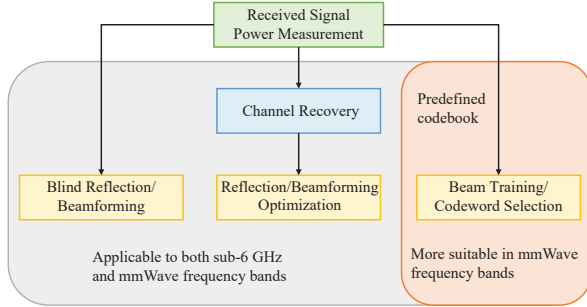 Received Signal
Power Measurement
Predefined
codebook
Channel Recovery
Blind Reflection/
Beamforming
Reflection/Beamforming
Optimization
Beam Training/
Codeword Selection
Applicable to both sub-6 GHz
and mmWave frequency bands
More suitable in mmWave
frequency bands